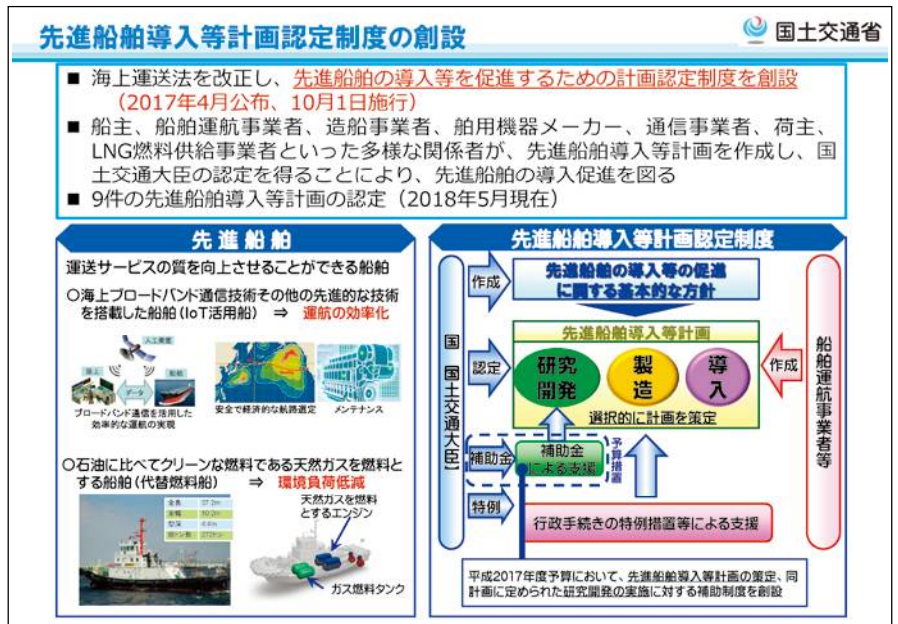 先進船舶導入等計画認定制度の創設
国土交通省
■ 海上運送法を改正し、先進船舶の導入等を促進するための計画認定制度を創設
（2017年4月公布、10月1日施行）
■ 船主、船舶運航事業者、造船事業者、舶用機器メーカー、通信事業者、荷主、
LNG燃料供給事業者といった多様な関係者が、先進船舶導入等計画を作成し、国
土交通大臣の認定を得ることにより、先進船舶の導入促進を図る
■ 9件の先進船舶導入等計画の認定（2018年5月現在）
先進船舶
運送サービスの質を向上させることができる船舶
○海上ブロードバンド通信技術その他の先進的な技術
を搭載した船舶(IoT活用船) ⇒ 運航の効率化
人工衛星
陸上
船舶
データ
ブロードバンド通信を活用した
効率的な運航の実現
安全で経済的な航路選定
メンテナンス
○石油に比べてクリーンな燃料である天然ガスを燃料と
する船舶(代替燃料船) ⇒ 環境負荷低減
全長 37.2m
全幅
272トン
天然ガスを燃料
とするエンジン
ガス燃料タンク
先進船舶導入等計画認定制度
国【国土交通大臣】
作成
先進船舶の導入等の促進
に関する基本的な方針
認定
先進船舶導入等計画
研究
開発
製
造
導
入
選択的に計画を策定
作成
船舶運航事業者等
補助金
補助金
による支援
予算措置
特例
行政手続きの特例措置等による支援
平成2017年度予算において、先進船舶導入等計画の策定、同
計画に定められた研究開発の実施に対する補助制度を創設